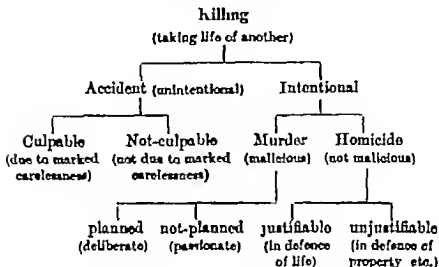 Killing
(taking life of another)
Accident (unintentional) Intentional
Culpable Not-culpable Murder Homicide
(due to marked (not due to marked (malicious) (not malicious)
carelessness) carelessness)
planned not-planned justifiable unjustifiable
(deliberate) (passionate) (in defence (in defence of
of life) property etc.)